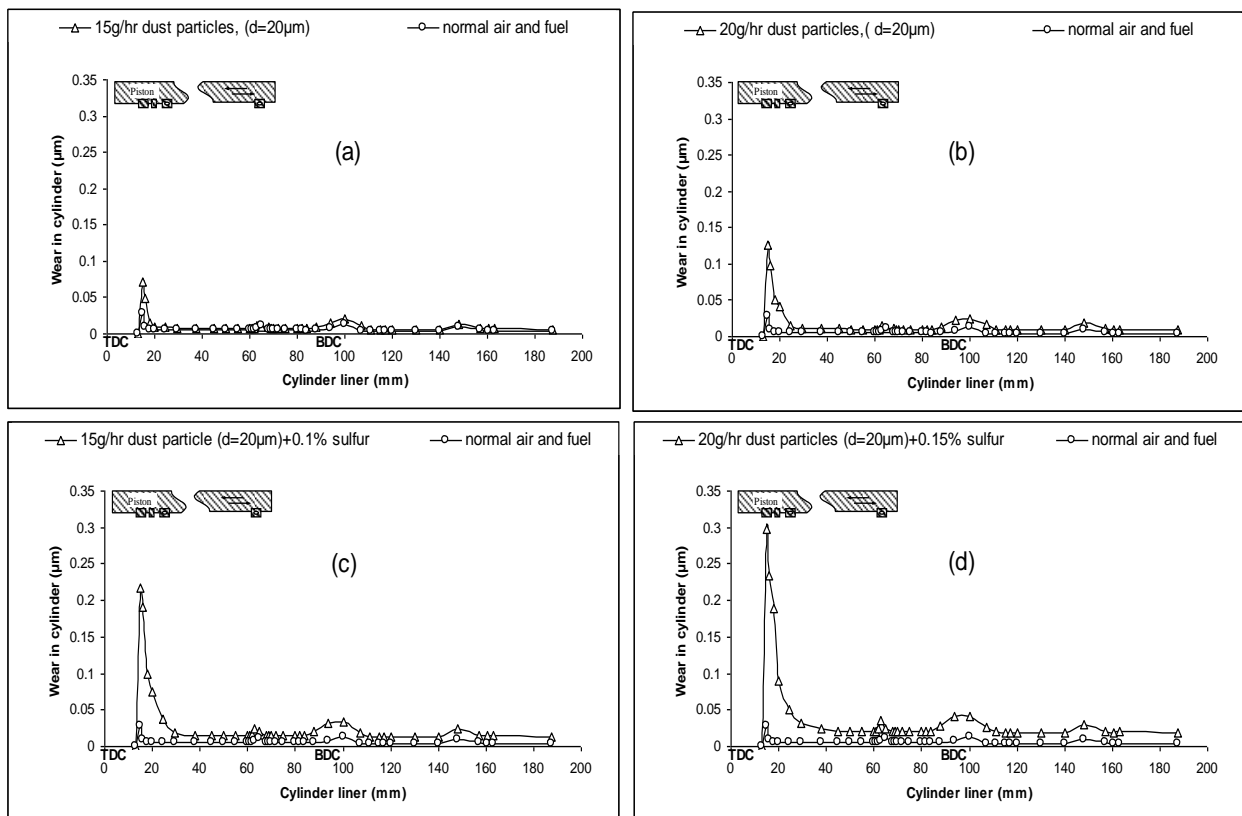 15g/hr dust particles, (d=20µm) normal air and fuel
0.35
0.3
0.25
0.2
0.15
0.1
0.05
0
Wear in cylinder (µm)
Piston
(a)
TDC
BDC
0 20 40 60 80 100 120 140 160 180 200
Cylinder liner (mm)
20g/hr dust particles,( d=20µm) normal air and fuel
0.35
0.3
0.25
0.2
0.15
0.1
0.05
0
Wear in cylinder (µm)
Piston
(b)
TDC
BDC
0 20 40 60 80 100 120 140 160 180 200
Cylinder liner (mm)
15g/hr dust particle (d=20µm)+0.1% sulfur normal air and fuel
0.35
0.3
0.25
0.2
0.15
0.1
0.05
0
Wear in cylinder (µm)
Piston
(c)
TDC
BDC
0 20 40 60 80 100 120 140 160 180 200
Cylinder liner (mm)
20g/hr dust particles (d=20µm)+0.15% sulfur normal air and fuel
0.35
0.3
0.25
0.2
0.15
0.1
0.05
0
Wear in cylinder (µm)
Piston
(d)
TDC
BDC
0 20 40 60 80 100 120 140 160 180 200
Cylinder liner (mm)